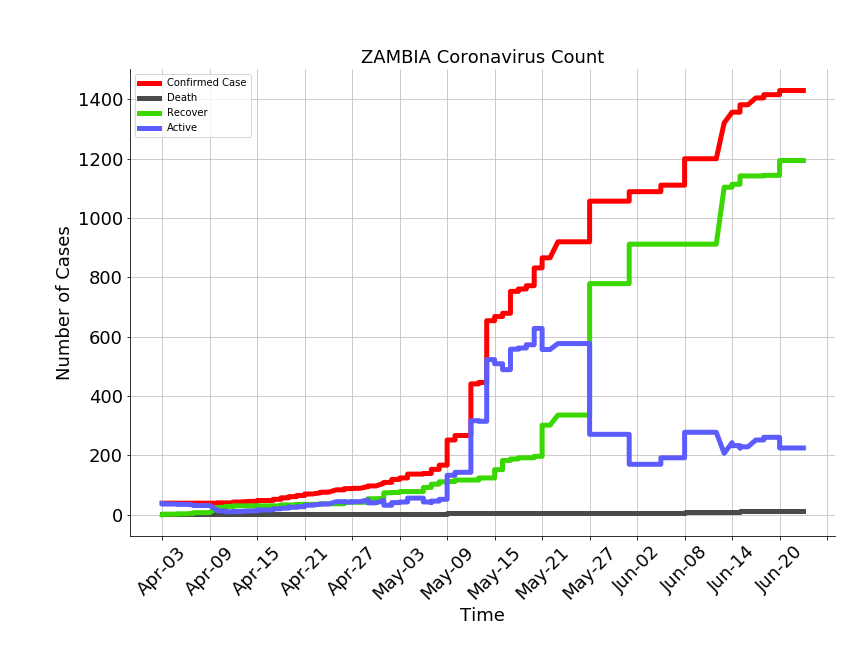 ZAMBIA Coronavirus Count
Confirmed Case
Death
Recover
Active
Number of Cases
1400
1200
1000
800
600
400
200
0
Apr-03 Apr-09 Apr-15 Apr-21 Apr-27 May-03 May-09 May-15 May-21 May-27 Jun-02 Jun-08 Jun-14 Jun-20
Time